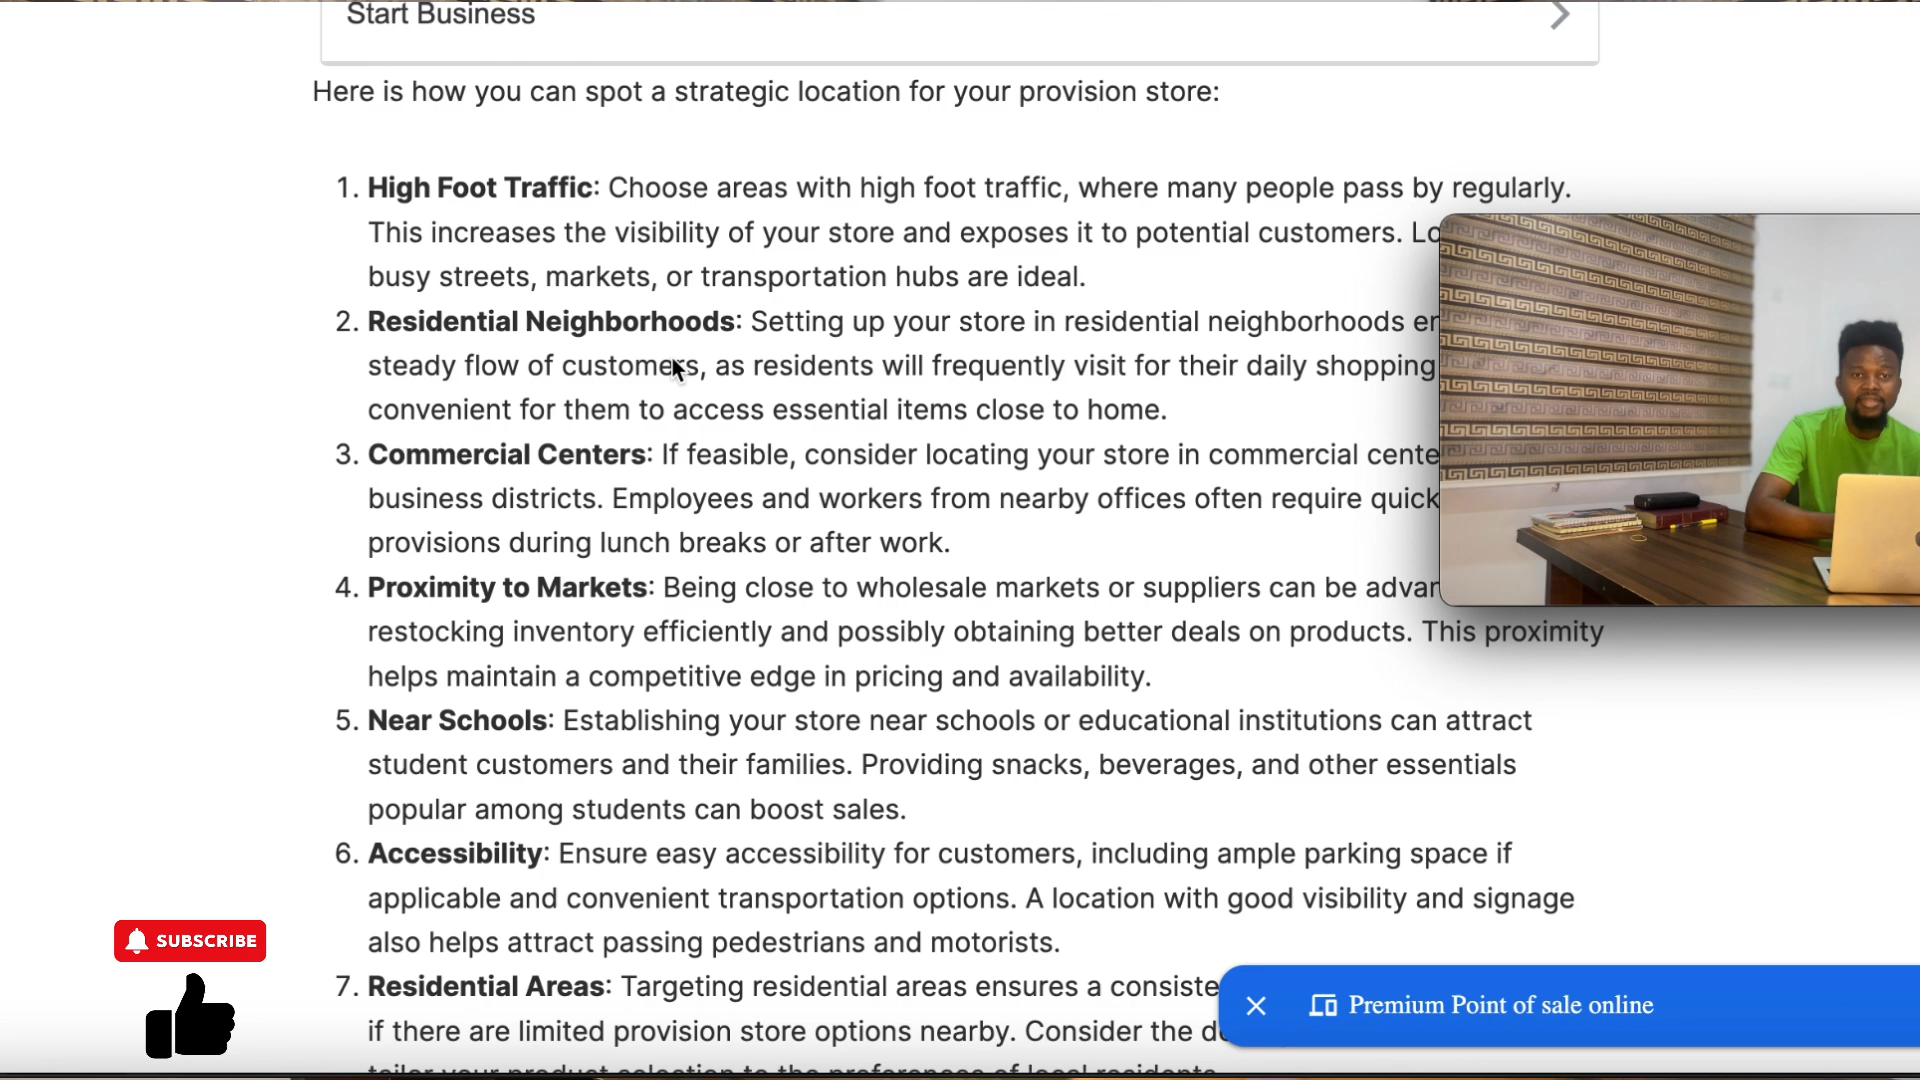 Start Business
Here is how you can spot a strategic location for your provision store:
1. High Foot Traffic: Choose areas with high foot traffic, where many people pass by regularly.
This increases the visibility of your store and exposes it to potential customers.
busy streets, markets, or transportation hubs are ideal.
2. Residential Neighborhoods: Setting up your store in residential neighborhoods
steady flow of customers, as residents will frequently visit for their daily shopping
convenient for them to access essential items close to home.
3. Commercial Centers: If feasible, consider locating your store in commercial
business districts. Employees and workers from nearby offices often require quick
provisions during lunch breaks or after work.
4. Proximity to Markets: Being close to wholesale markets or suppliers can be
restocking inventory efficiently and possibly obtaining better deals on products. This proximity
helps maintain a competitive edge in pricing and availability.
5. Near Schools: Establishing your store near schools or educational institutions can attract
student customers and their families. Providing snacks, beverages, and other essentials
popular among students can boost sales.
6. Accessibility: Ensure easy accessibility for customers, including ample parking space if
applicable and convenient transportation options. A location with good visibility and signage
also helps attract passing pedestrians and motorists.
SUBSCRIBE
7. Residential Areas: Targeting residential areas ensures a
if there are limited provision store options nearby. Consider the
tailor your product selection to the preferences of local residents.
Premium Point of sale online